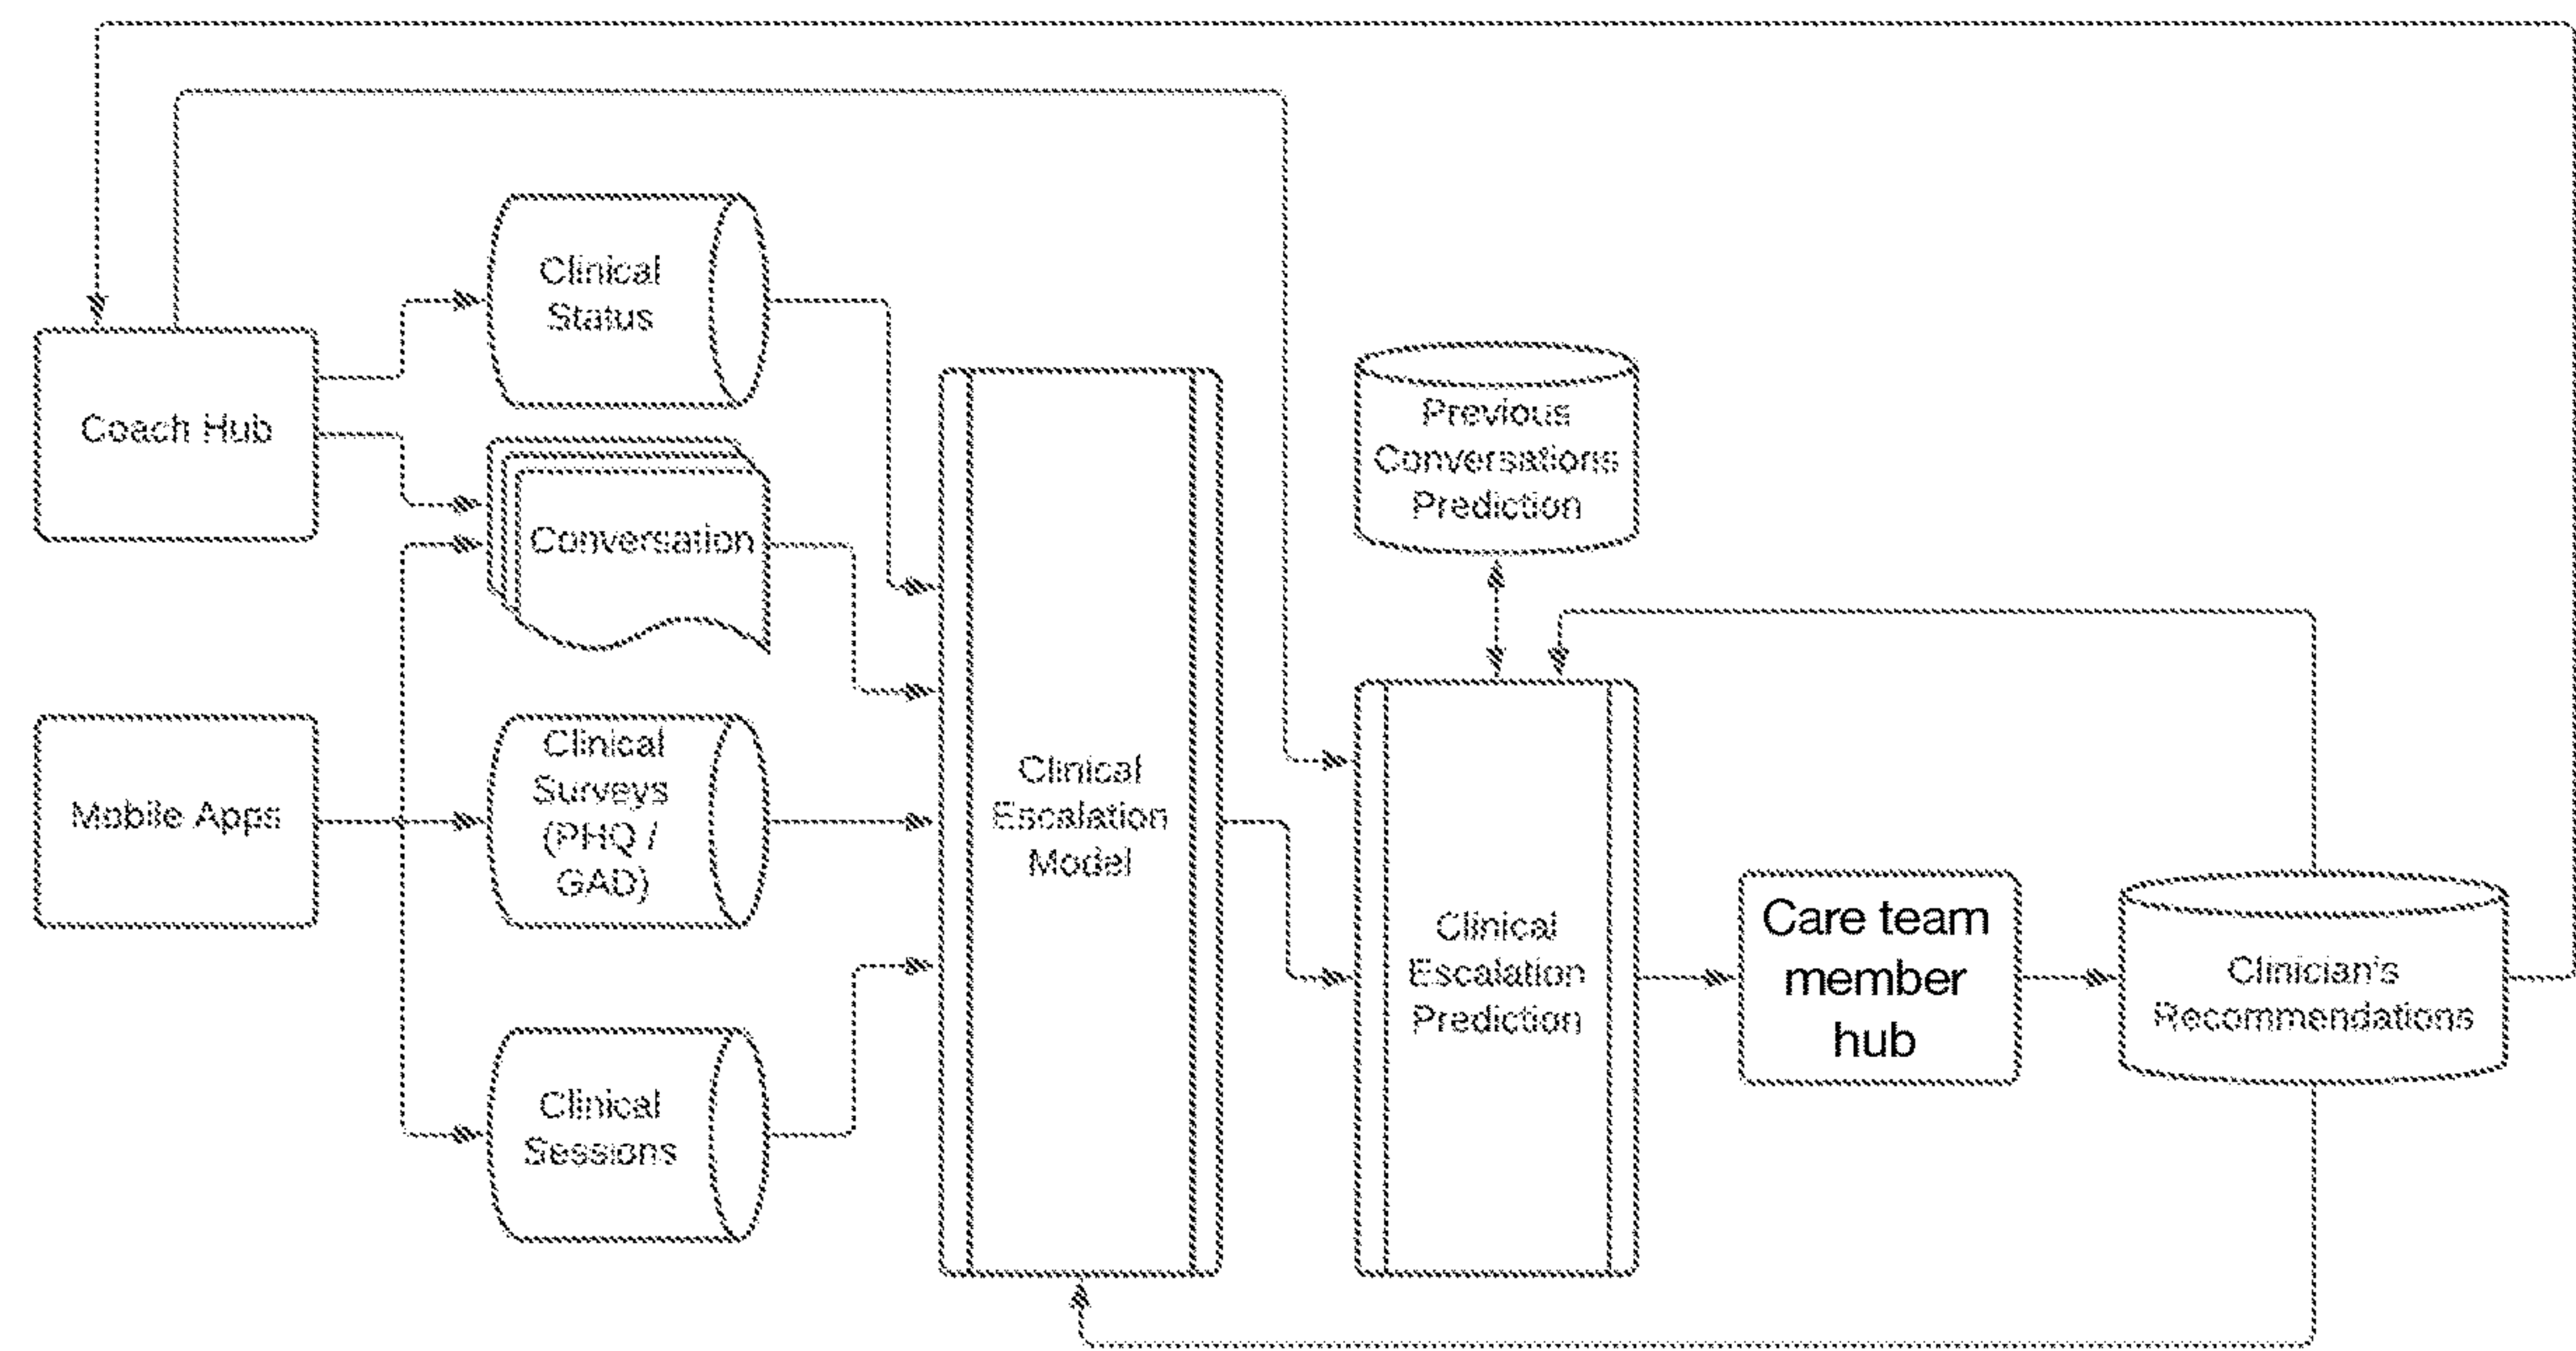 Clinical
Status
Coach Hub
Conversation
Mobile Apps
Clinical
Surveys
(PHQ /
GAD)
Clinical
Sessions
Clinical
Escalation
Model
Previous
Conversations
Prediction
Clinical
Escalation
Prediction
Care team
member
hub
Clinician's
Recommendations